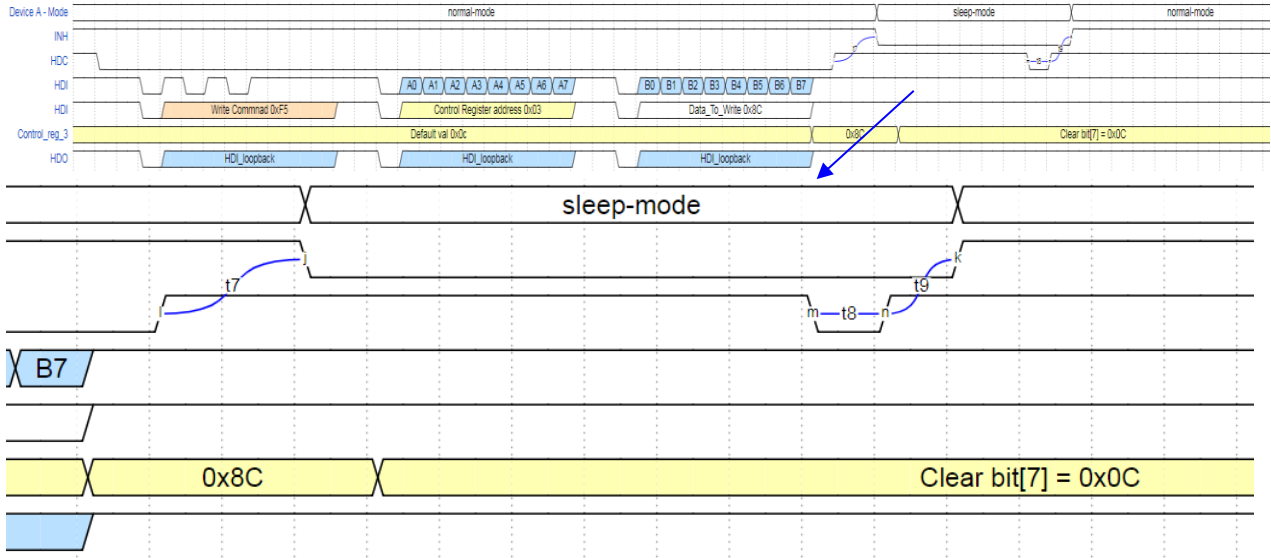 Device A - Mode normal-mode sleep-mode normal-mode
INH
HDC t8
HDI A0 A1 A2 A3 A4 A5 A6 A7 B0 B1 B2 B3 B4 B5 B6 B7
HDI Write Commnad 0xF5 Control Register address 0x03 Data_To_Write 0x8C
Control_reg_3 Default val 0x0c 0x8C Clear bit[7] = 0x0C
HDO HDI_loopback HDI_loopback HDI_loopback
sleep-mode
j k
t7 t9
l m t8 n
B7
0x8C Clear bit[7] = 0x0C